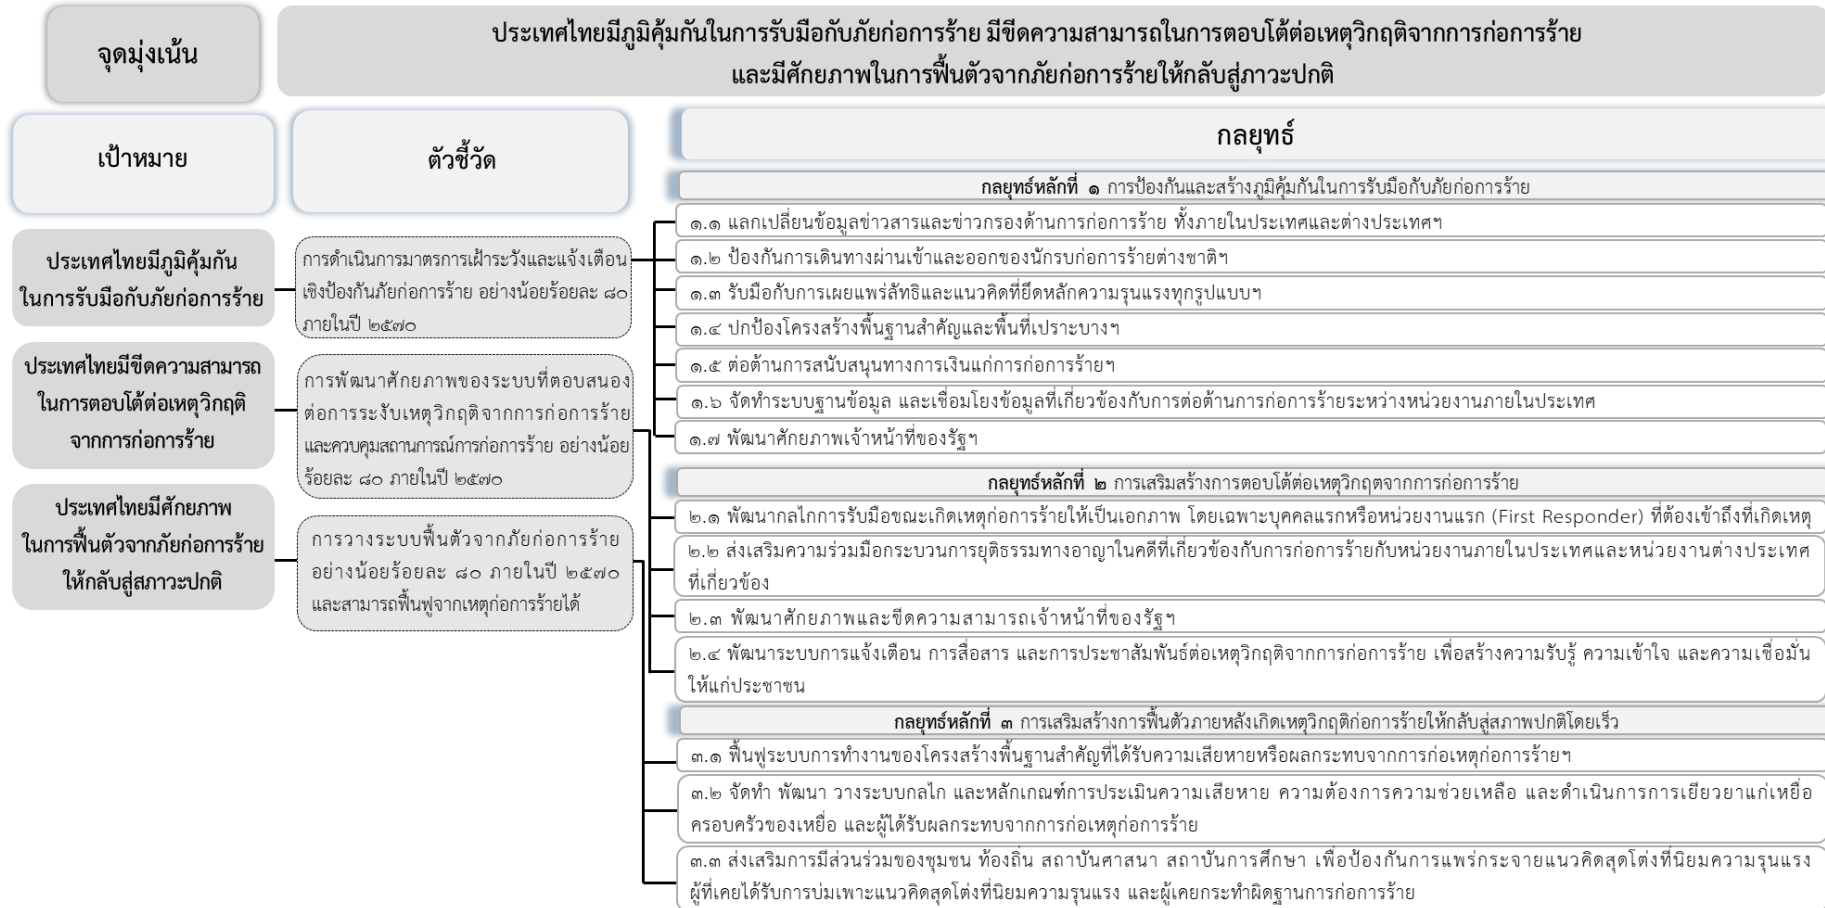 จุดมุ่งเน้น
ประเทศไทยมีภูมิคุ้มกันในการรับมือกับภัยก่อการร้าย มีขีดความสามารถในการตอบโต้ต่อเหตุวิกฤติจากการก่อการร้าย
และมีศักยภาพในการฟื้นตัวจากภัยก่อการร้ายให้กลับสู่ภาวะปกติ
เป้าหมาย
ตัวชี้วัด
กลยุทธ์
ประเทศไทยมีภูมิคุ้มกัน
ในการรับมือกับภัยก่อการร้าย
ประเทศไทยมีขีดความสามารถ
ในการตอบโต้ต่อเหตุวิกฤติ
จากการก่อการร้าย
ประเทศไทยมีศักยภาพ
ในการฟื้นตัวจากภัยก่อการร้าย
ให้กลับสู่สภาวะปกติ
การดำเนินการมาตรการเฝ้าระวังและแจ้งเตือน
เชิงป้องกันภัยก่อการร้าย อย่างน้อยร้อยละ ๘๐
ภายในปี ๒๕๗๐
การพัฒนาศักยภาพของระบบที่ตอบสนอง
ต่อการระงับเหตุวิกฤติจากการก่อการร้าย
และควบคุมสถานการณ์การก่อการร้าย อย่างน้อย
ร้อยละ ๘๐ ภายในปี ๒๕๗๐
การวางระบบฟื้นตัวจากภัยก่อการร้าย
อย่างน้อยร้อยละ ๘๐ ภายในปี ๒๕๗๐
และสามารถฟื้นฟูจากเหตุก่อการร้ายได้
กลยุทธ์หลักที่ ๑ การป้องกันและสร้างภูมิคุ้มกันในการรับมือกับภัยก่อการร้าย
๑.๑ แลกเปลี่ยนข้อมูลข่าวสารและข่าวกรองด้านการก่อการร้าย ทั้งภายในประเทศและต่างประเทศฯ
๑.๒ ป้องกันการเดินทางผ่านเข้าและออกของนักรบก่อการร้ายต่างชาติฯ
๑.๓ รับมือกับการเผยแพร่ลัทธิและแนวคิดที่ยึดหลักความรุนแรงทุกรูปแบบฯ
๑.๔ ปกป้องโครงสร้างพื้นฐานสำคัญและพื้นที่เปราะบางฯ
๑.๕ ต่อต้านการสนับสนุนทางการเงินแก่การก่อการร้ายฯ
๑.๖ จัดทำระบบฐานข้อมูล และเชื่อมโยงข้อมูลที่เกี่ยวข้องกับการต่อต้านการก่อการร้ายระหว่างหน่วยงานภายในประเทศ
๑.๗ พัฒนาศักยภาพเจ้าหน้าที่ของรัฐฯ
กลยุทธ์หลักที่ ๒ การเสริมสร้างการตอบโต้ต่อเหตุวิกฤตจากการก่อการร้าย
๒.๑ พัฒนากลไกการรับมือขณะเกิดเหตุก่อการร้ายให้เป็นเอกภาพ โดยเฉพาะบุคคลแรกหรือหน่วยงานแรก (First Responder) ที่ต้องเข้าถึงที่เกิดเหตุ
๒.๒ ส่งเสริมความร่วมมือกระบวนการยุติธรรมทางอาญาในคดีที่เกี่ยวข้องกับการก่อการร้ายกับหน่วยงานภายในประเทศและหน่วยงานต่างประเทศ
ที่เกี่ยวข้อง
๒.๓ พัฒนาศักยภาพและขีดความสามารถเจ้าหน้าที่ของรัฐฯ
๒.๔ พัฒนาระบบการแจ้งเตือน การสื่อสาร และการประชาสัมพันธ์ต่อเหตุวิกฤติจากการก่อการร้าย เพื่อสร้างความรับรู้ ความเข้าใจ และความเชื่อมั่น
ให้แก่ประชาชน
กลยุทธ์หลักที่ ๓ การเสริมสร้างการฟื้นตัวภายหลังเกิดเหตุวิกฤติก่อการร้ายให้กลับสู่สภาพปกติโดยเร็ว
๓.๑ ฟื้นฟูระบบการทำงานของโครงสร้างพื้นฐานสำคัญที่ได้รับความเสียหายหรือผลกระทบจากการก่อเหตุก่อการร้ายฯ
๓.๒ จัดทำ พัฒนา วางระบบกลไก และหลักเกณฑ์การประเมินความเสียหาย ความต้องการความช่วยเหลือ และดำเนินการการเยียวยาแก่เหยื่อ
ครอบครัวของเหยื่อ และผู้ได้รับผลกระทบจากการก่อเหตุก่อการร้าย
๓.๓ ส่งเสริมการมีส่วนร่วมของชุมชน ท้องถิ่น สถาบันศาสนา สถาบันการศึกษา เพื่อป้องกันการแพร่กระจายแนวคิดสุดโต่งที่นิยมความรุนแรง
ผู้ที่เคยได้รับการบ่มเพาะแนวคิดสุดโต่งที่นิยมความรุนแรง และผู้เคยกระทำผิดฐานการก่อการร้าย